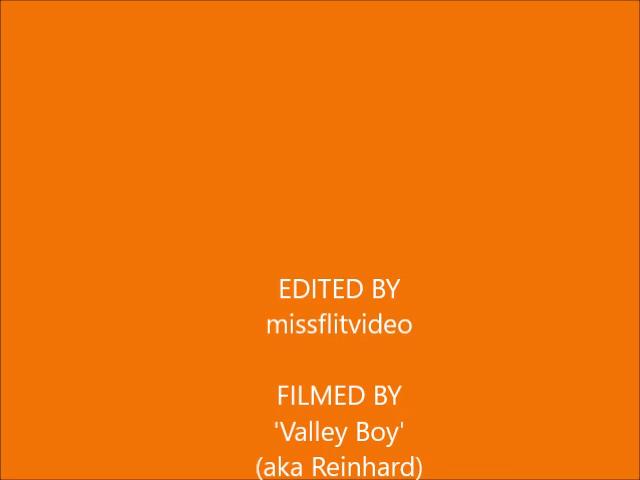 EDITED BY
missflitvideo
FILMED BY
'Valley Boy'
(aka Reinhard)